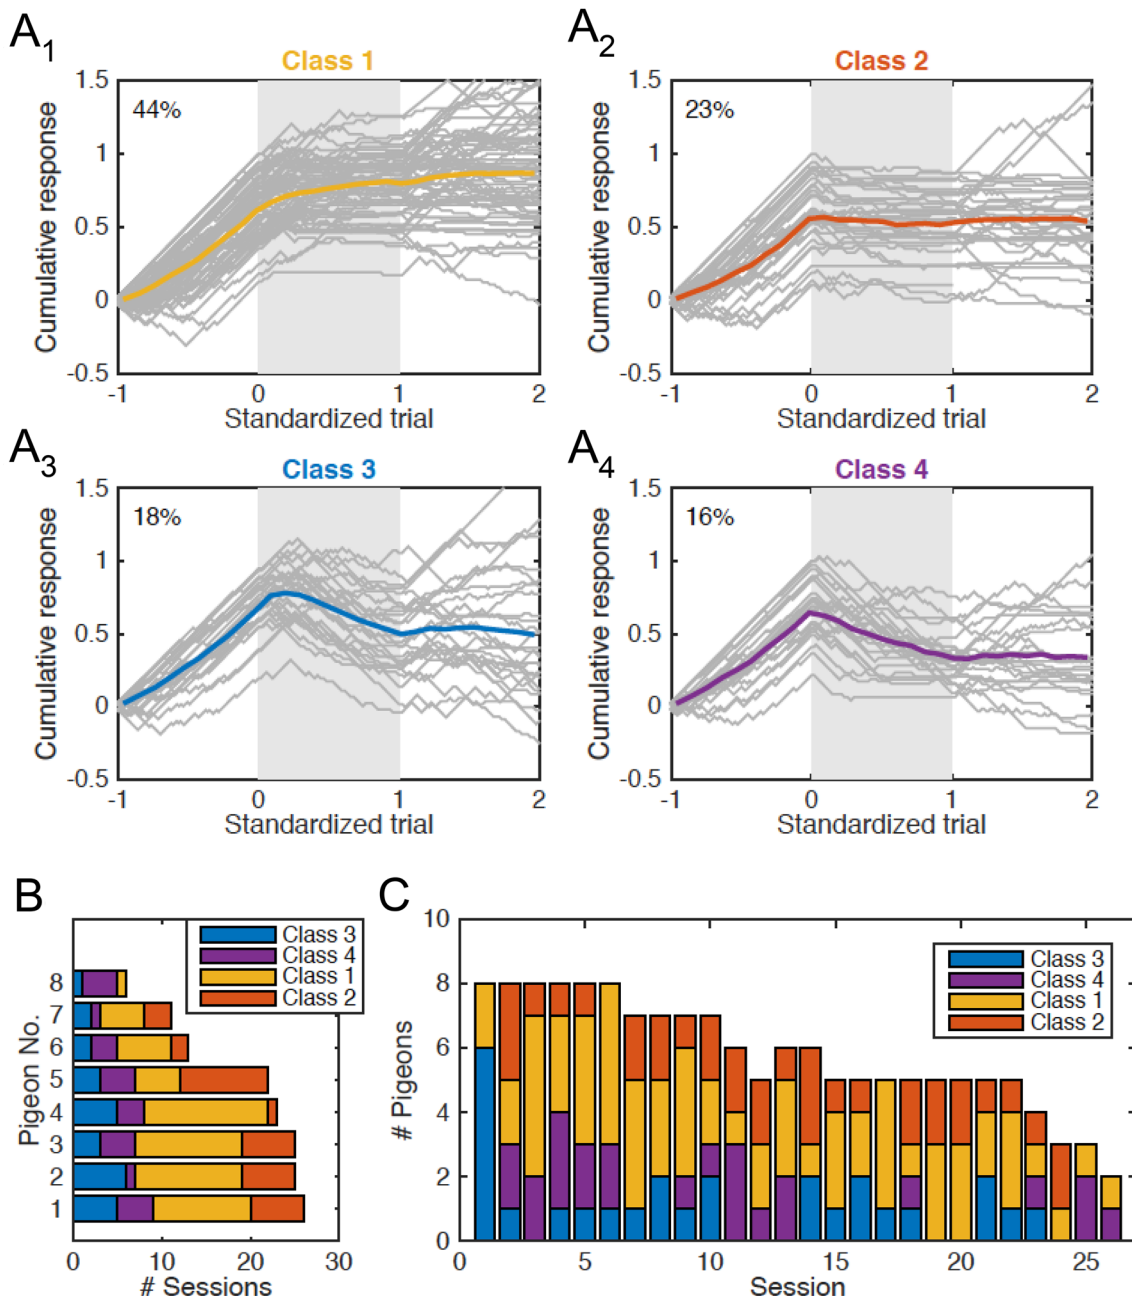 A1
Class 1
44%
1.5
1
0.5
0
-0.5
-1
0
1
2
Cumulative response
Standardized trial
A2
Class 2
23%
1.5
1
0.5
0
-0.5
-1
0
1
2
Cumulative response
Standardized trial
A3
Class 3
18%
1.5
1
0.5
0
-0.5
-1
0
1
2
Cumulative response
Standardized trial
A4
Class 4
16%
1.5
1
0.5
0
-0.5
-1
0
1
2
Cumulative response
Standardized trial
B
Class 3
Class 4
Class 1
Class 2
8
7
6
5
4
3
2
1
Pigeon No.
0
10
20
30
# Sessions
C
10
8
6
4
2
0
# Pigeons
Class 3
Class 4
Class 1
Class 2
0
5
10
15
20
25
Session